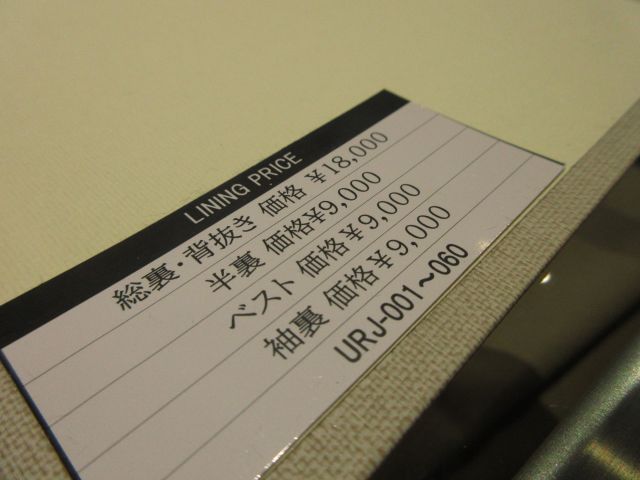 LINING PRICE
総裏・背抜き 価格 ¥18,000
半裏 価格¥9,000
ベスト 価格¥9,000
袖裏 価格¥9,000
URJ-001～060